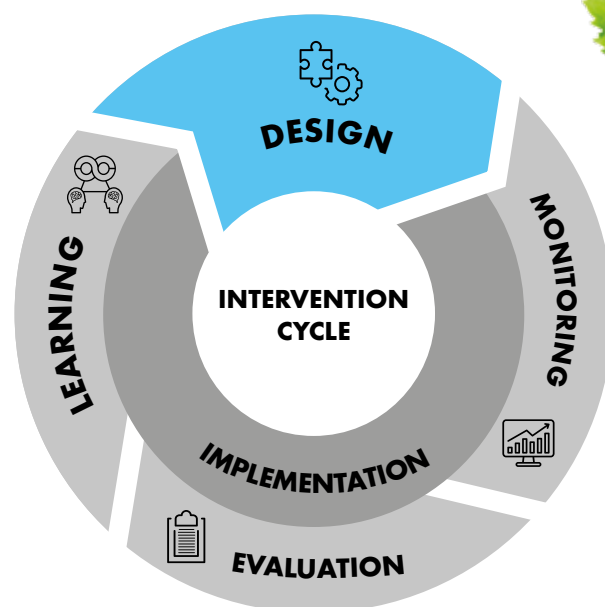 DESIGN
MONITORING
INTERVENTION
CYCLE
LEARNING
IMPLEMENTATION
EVALUATION